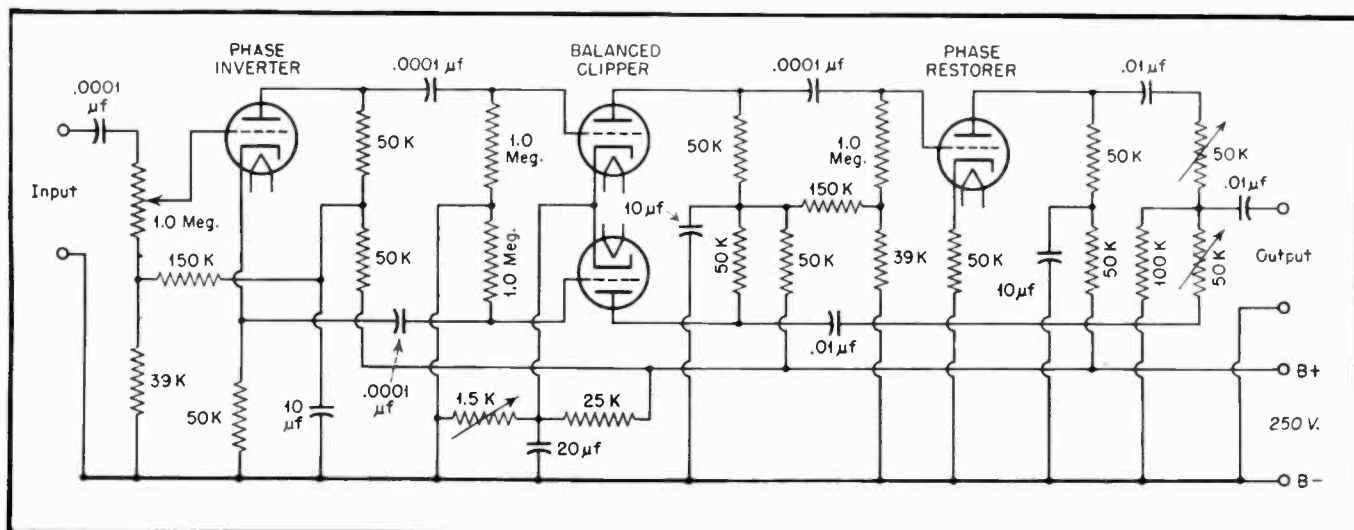 PHASE
INVERTER
BALANCED
CLIPPER
PHASE
RESTORER
.0001
µf
.0001 µf
.0001 µf
.01 µf
50 K
1.0
Meg.
50 K
1.0
Meg.
50 K
50 K
Input
1.0 Meg.
150 K
50 K
1.0 Meg.
10 µf
50 K
150 K
50 K
39 K
50 K
10 µf
50 K
100 K
50 K
.01 µf
Output
39 K
50 K
10
µf
.0001
µf
1.5 K
25 K
20 µf
.01 µf
B+
250 V.
B-